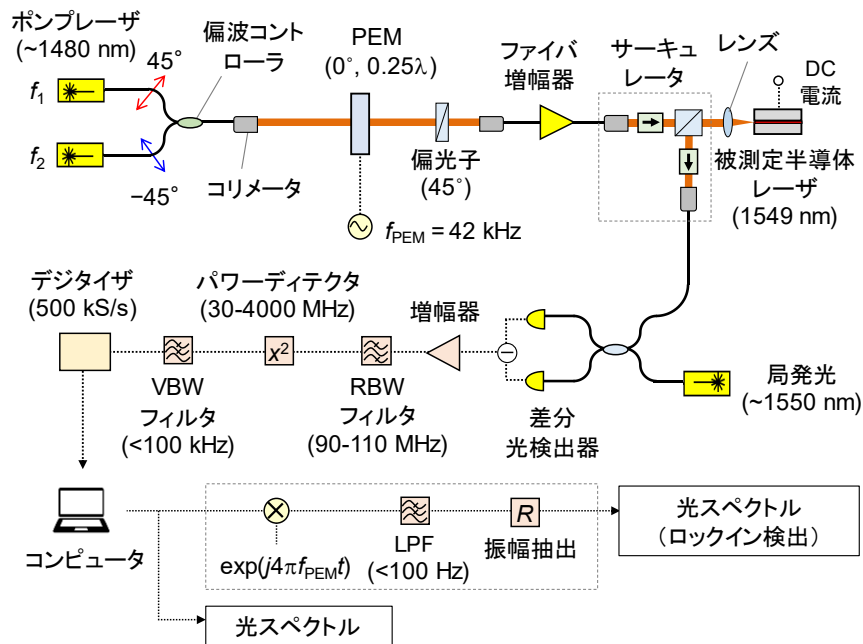 ポンプレーザ
(~1480 nm)
f1
f2
45°
−45°
偏波コント
ローラ
コリメータ
PEM
(0°, 0.25λ)
fPEM = 42 kHz
偏光子
(45°)
ファイバ
増幅器
サーキュ
レータ
レンズ
DC
電流
被測定半導体
レーザ
(1549 nm)
局発光
(~1550 nm)
差分
光検出器
−
増幅器
RBW
フィルタ
(90-110 MHz)
パワーディテクタ
(30-4000 MHz)
x²
VBW
フィルタ
(<100 kHz)
デジタイザ
(500 kS/s)
コンピュータ
×
exp(j4πfPEMt)
LPF
(<100 Hz)
R
振幅抽出
光スペクトル
（ロックイン検出）
光スペクトル